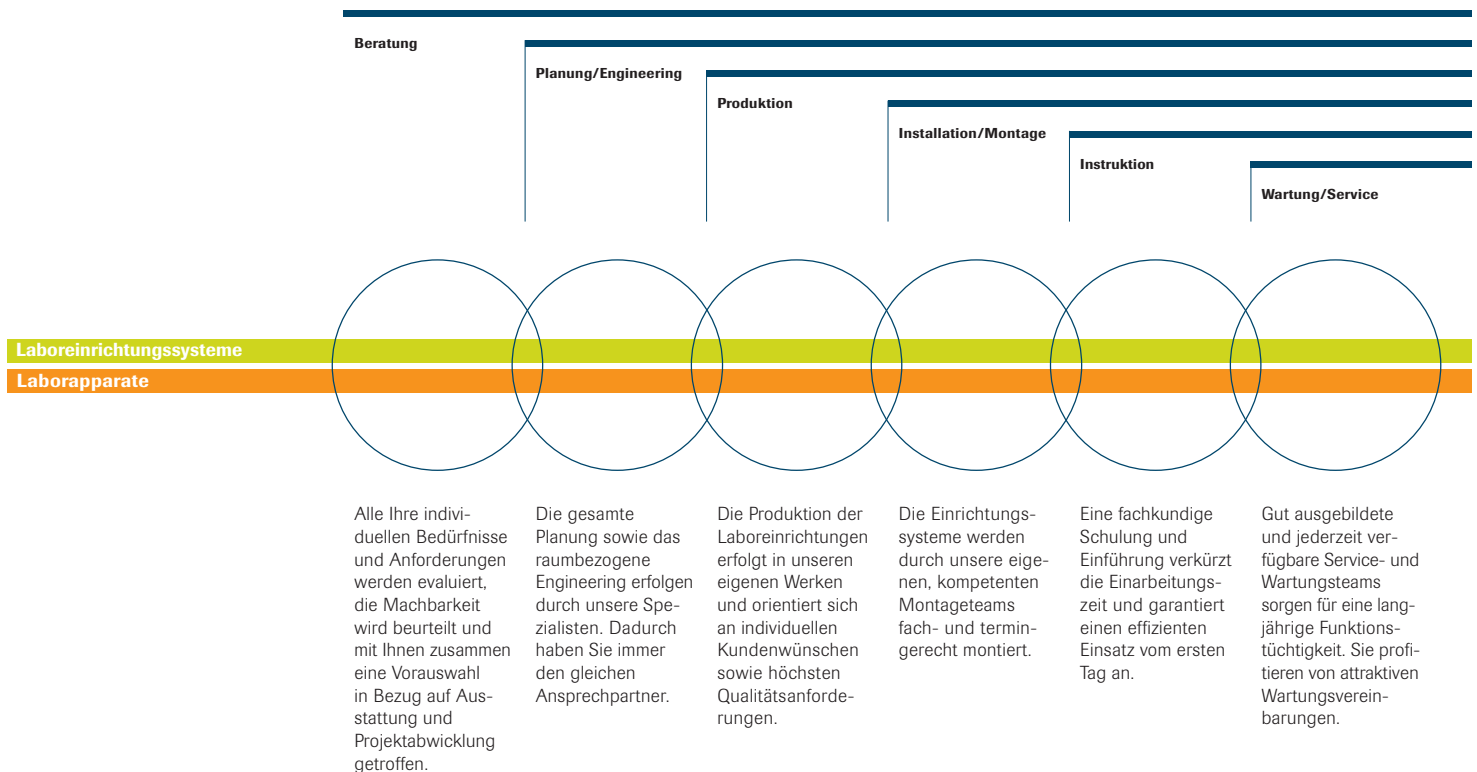 Beratung
Planung/Engineering
Produktion
Installation/Montage
Instruktion
Wartung/Service
Laboreinrichtungssysteme
Laborapparate
Alle Ihre indivi-
duellen Bedürfnisse
und Anforderungen
werden evaluiert,
die Machbarkeit
wird beurteilt und
mit Ihnen zusammen
eine Vorauswahl
in Bezug auf Aus-
stattung und
Projektabwicklung
getroffen.
Die gesamte
Planung sowie das
raumbezogene
Engineering erfolgen
durch unsere Spe-
zialisten. Dadurch
haben Sie immer
den gleichen
Ansprechpartner.
Die Produktion der
Laboreinrichtungen
erfolgt in unseren
eigenen Werken
und orientiert sich
an individuellen
Kundenwünschen
sowie höchsten
Qualitätsanforde-
rungen.
Die Einrichtungs-
systeme werden
durch unsere eige-
nen, kompetenten
Montageteams
fach- und termin-
gerecht montiert.
Eine fachkundige
Schulung und
Einführung verkürzt
die Einarbeitungs-
zeit und garantiert
einen effizienten
Einsatz vom ersten
Tag an.
Gut ausgebildete
und jederzeit ver-
fügbare Service- und
Wartungsteams
sorgen für eine lang-
jährige Funktions-
tüchtigkeit. Sie profi-
tieren von attraktiven
Wartungsverein-
barungen.